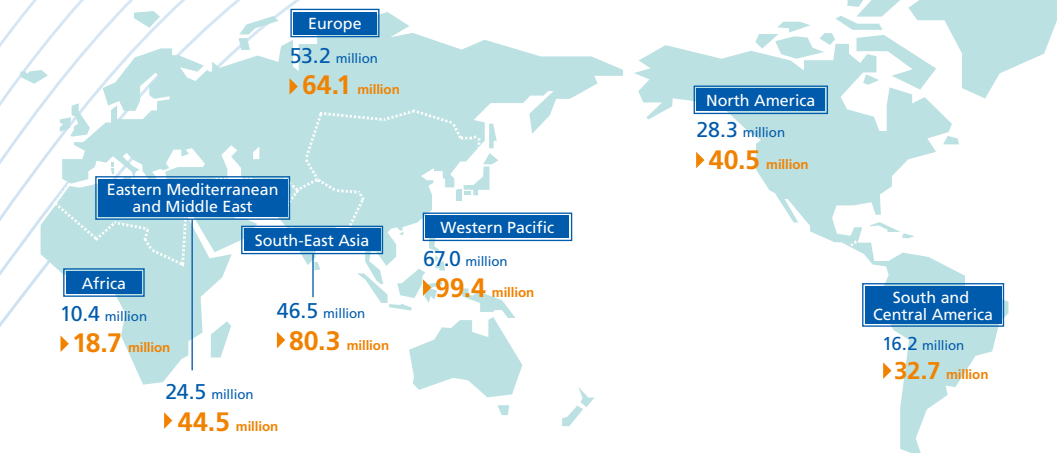 Europe
53.2 million
64.1 million
North America
28.3 million
40.5 million
Eastern Mediterranean
and Middle East
24.5 million
44.5 million
South-East Asia
46.5 million
80.3 million
Western Pacific
67.0 million
99.4 million
Africa
10.4 million
18.7 million
South and
Central America
16.2 million
32.7 million